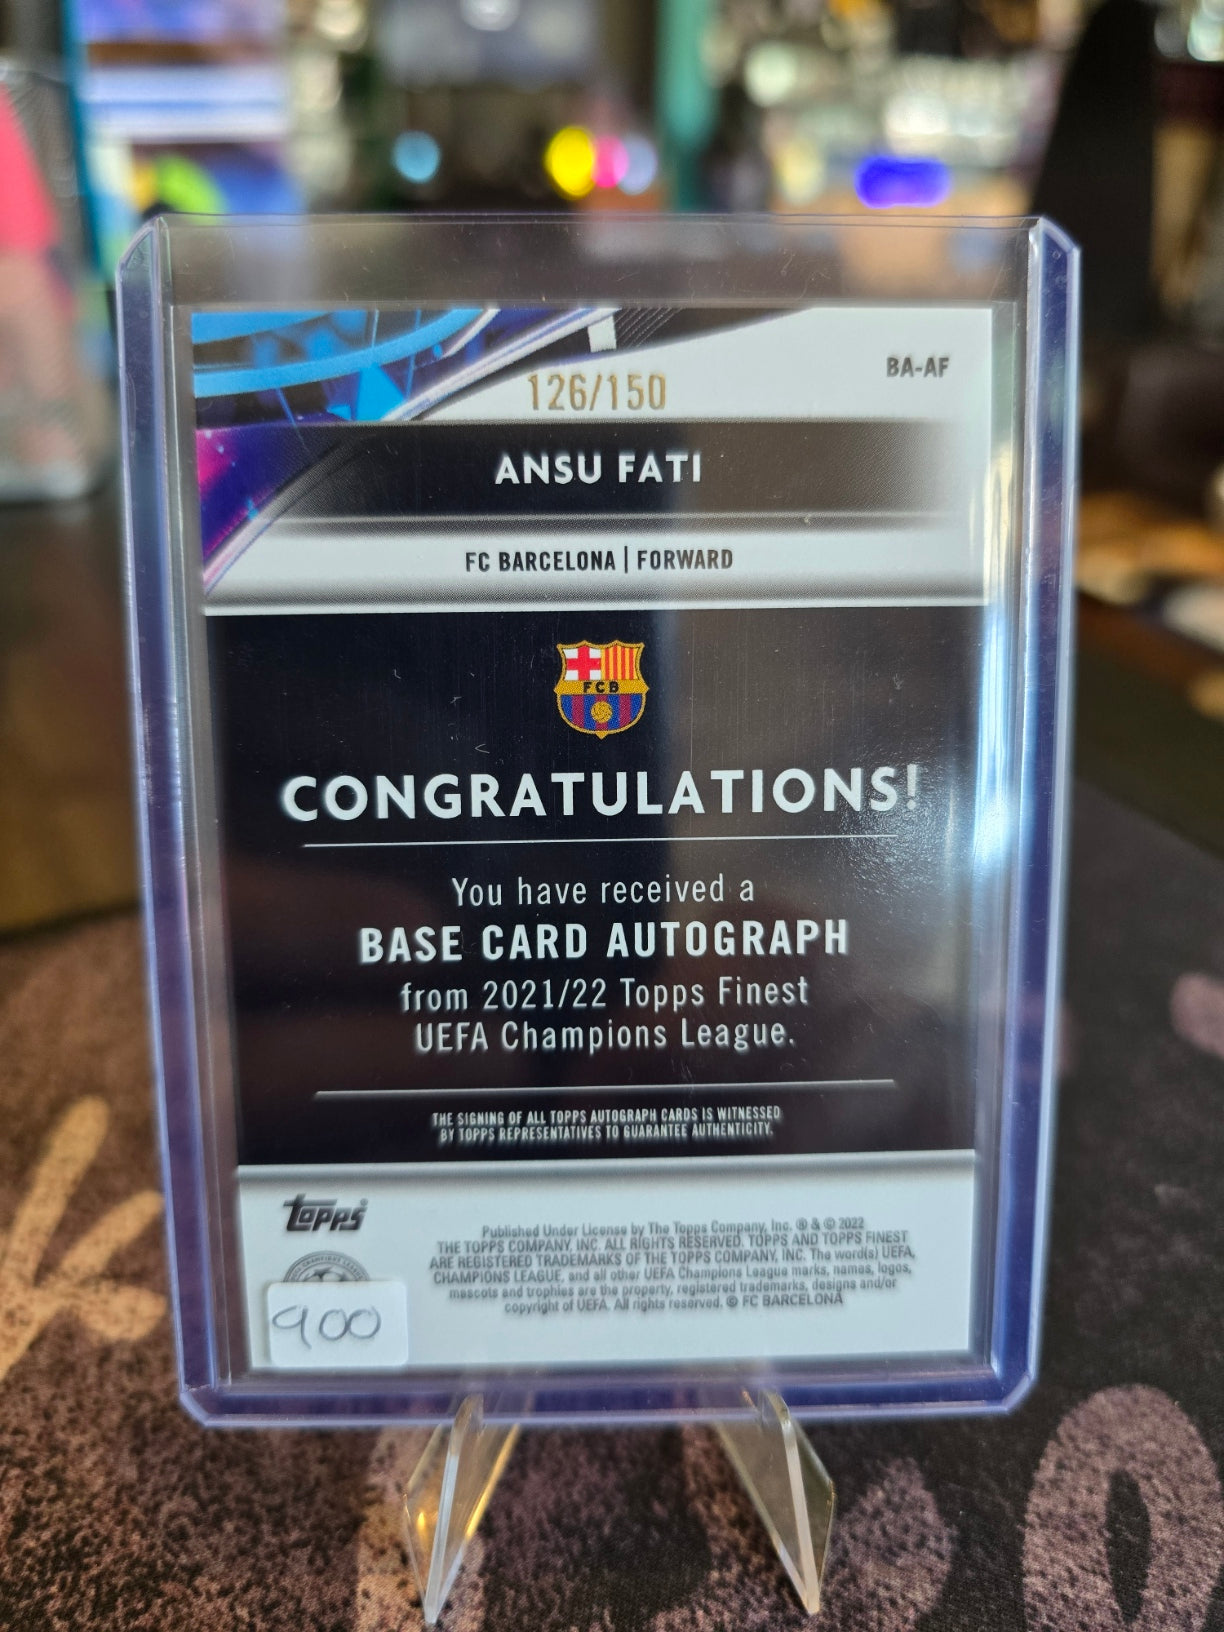 BA-AF
126/150
ANSU FATI
FC BARCELONA | FORWARD
FCB
CONGRATULATIONS!
You have received a
BASE CARD AUTOGRAPH
from 2021/22 Topps Finest
UEFA Champions League.
THE SIGNING OF ALL TOPPS AUTOGRAPH CARDS IS WITNESSED
BY TOPPS REPRESENTATIVES TO GUARANTEE AUTHENTICITY.
topps®
Published Under License by The Topps Company, Inc. ® & © 2022
THE TOPPS COMPANY, INC. ALL RIGHTS RESERVED. TOPPS AND TOPPS FINEST
ARE REGISTERED TRADEMARKS OF THE TOPPS COMPANY, INC. The word(s) UEFA,
CHAMPIONS LEAGUE, and all other UEFA Champions League marks, names, logos,
mascots and trophies are the property, registered trademarks, designs and/or
copyright of UEFA. All rights reserved. © FC BARCELONA
900